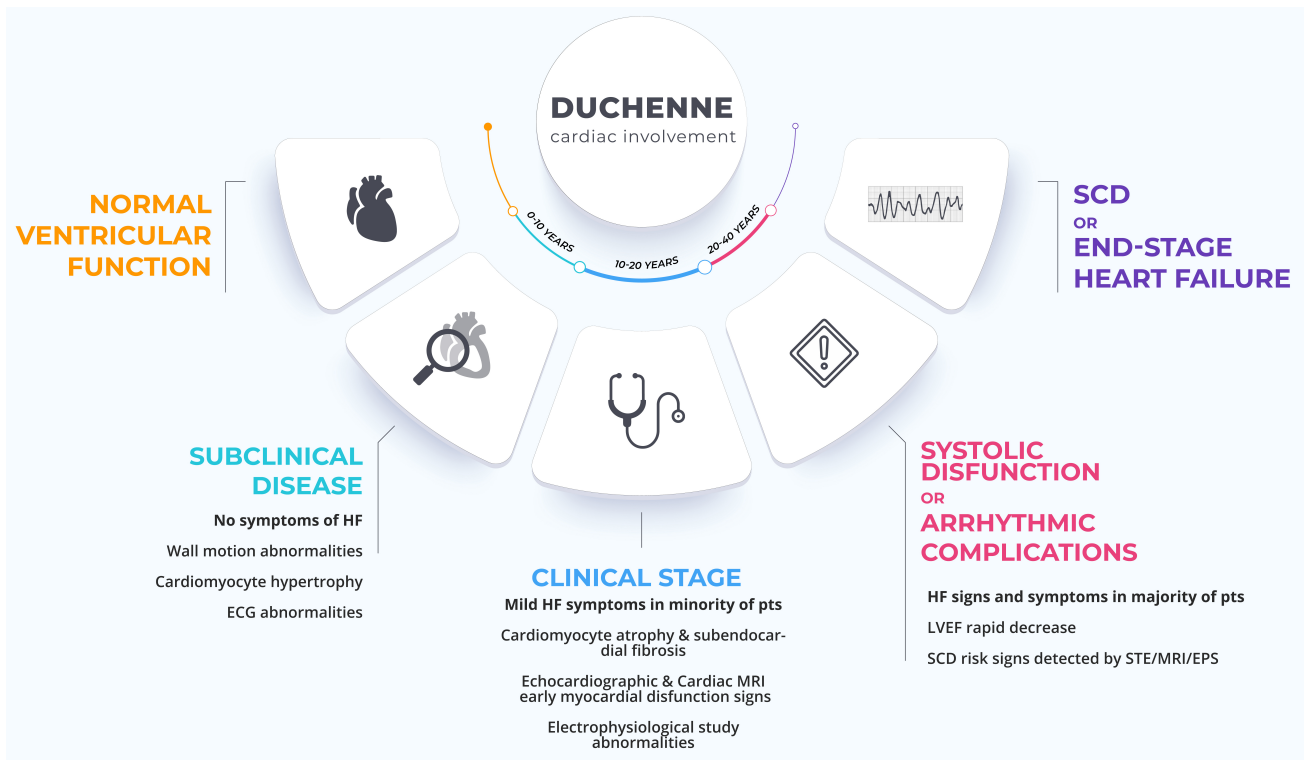 DUCHENNE
cardiac involvement
0-10 YEARS
10-20 YEARS
20-40 YEARS
NORMAL
VENTRICULAR
FUNCTION
SUBCLINICAL
DISEASE
No symptoms of HF
Wall motion abnormalities
Cardiomyocyte hypertrophy
ECG abnormalities
CLINICAL STAGE
Mild HF symptoms in minority of pts
Cardiomyocyte atrophy & subendocar-
dial fibrosis
Echocardiographic & Cardiac MRI
early myocardial disfunction signs
Electrophysiological study
abnormalities
SYSTOLIC
DISFUNCTION
OR
ARRHYTHMIC
COMPLICATIONS
HF signs and symptoms in majority of pts
LVEF rapid decrease
SCD risk signs detected by STE/MRI/EPS
SCD
OR
END-STAGE
HEART FAILURE